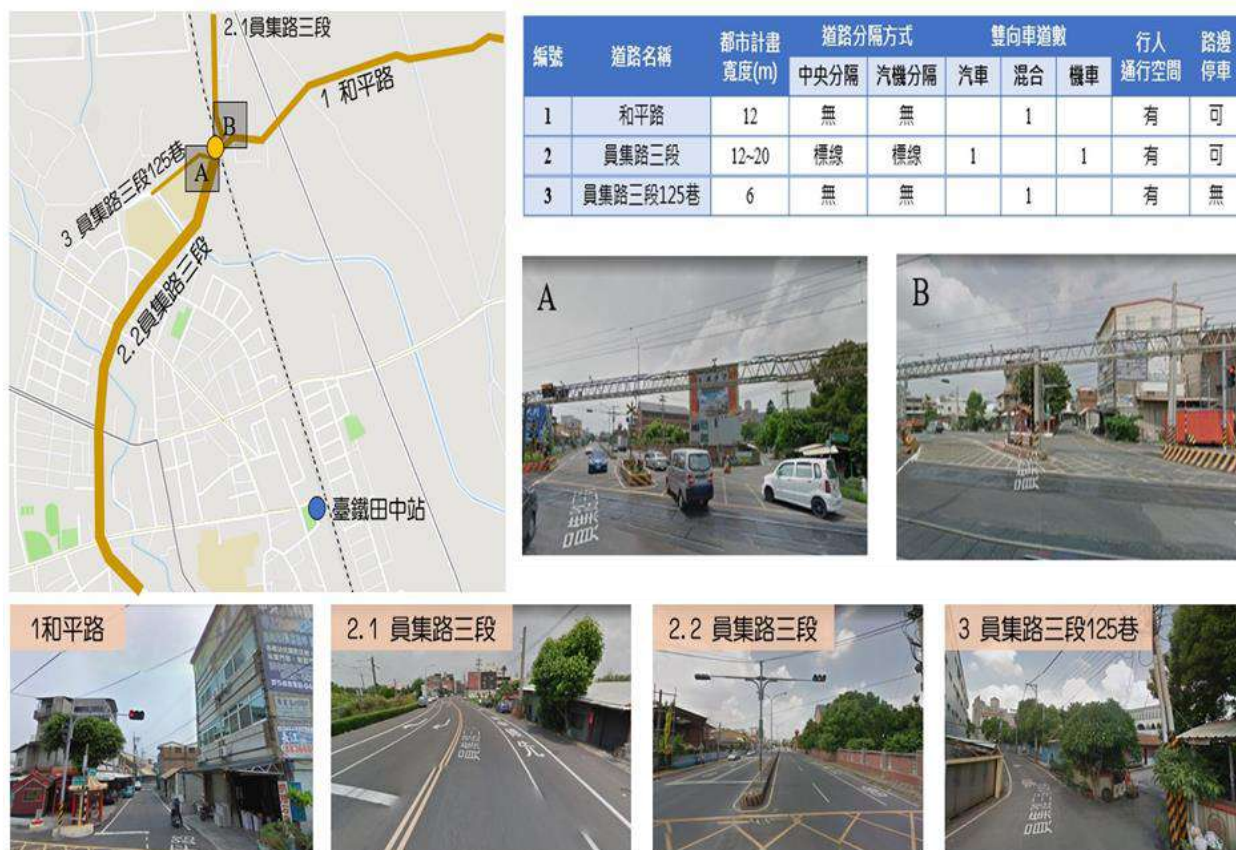 2.1員集路三段
1 和平路
B
A
3 員集路三段125巷
2.2員集路三段
臺鐵田中站
編號 道路名稱 都市計畫寬度(m) 道路分隔方式 雙向車道數 行人通行空間 路邊停車
中央分隔 汽機分隔 汽車 混合 機車
1 和平路 12 無 無 1 有 可
2 員集路三段 12~20 標線 標線 1 1 有 可
3 員集路三段125巷 6 無 無 1 有 無
A
B
1和平路
2.1 員集路三段
2.2 員集路三段
3 員集路三段125巷